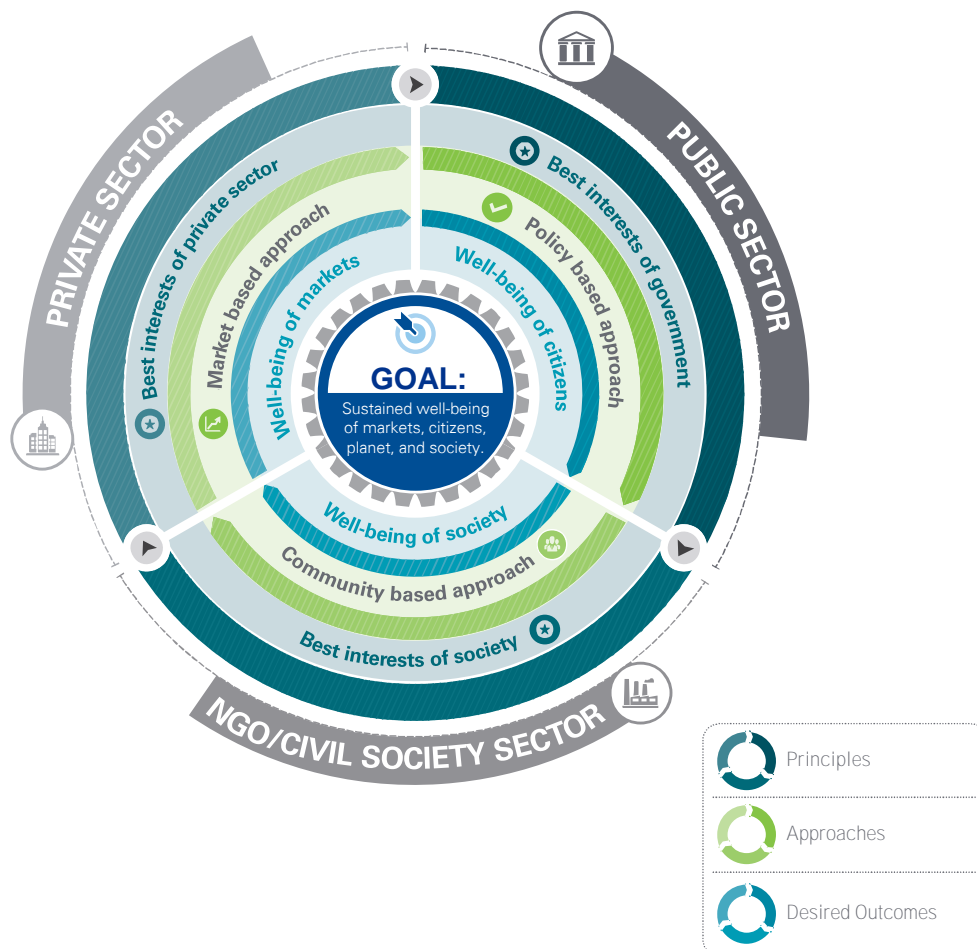 PRIVATE SECTOR
PUBLIC SECTOR
Best interests of private sector
Best interests of government
Market based approach
Policy based approach
Well-being of markets
Well-being of citizens
GOAL:
Sustained well-being
of markets, citizens,
planet, and society.
Well-being of society
Community based approach
Best interests of society
NGO/CIVIL SOCIETY SECTOR
Principles
Approaches
Desired Outcomes